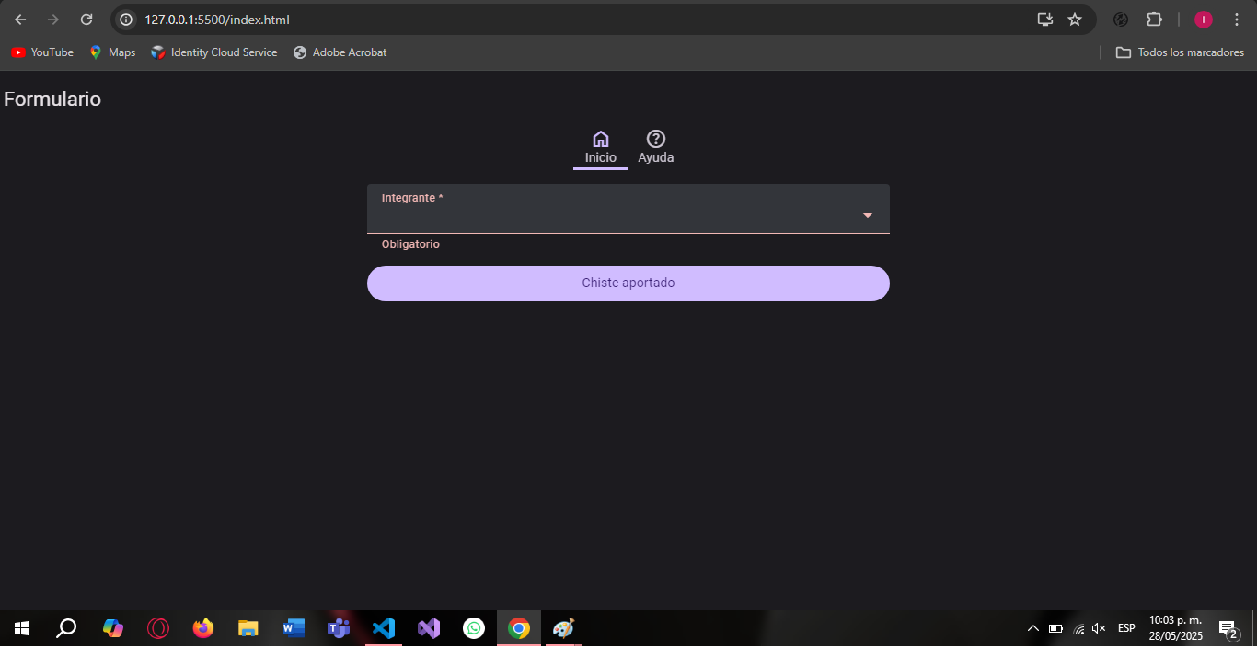 127.0.0.1:5500/index.html
YouTube Maps Identity Cloud Service Adobe Acrobat Todos los marcadores
Formulario
Inicio Ayuda
Integrante *
Obligatorio
Chiste aportado
ESP 10:03 p. m.
28/05/2025
2